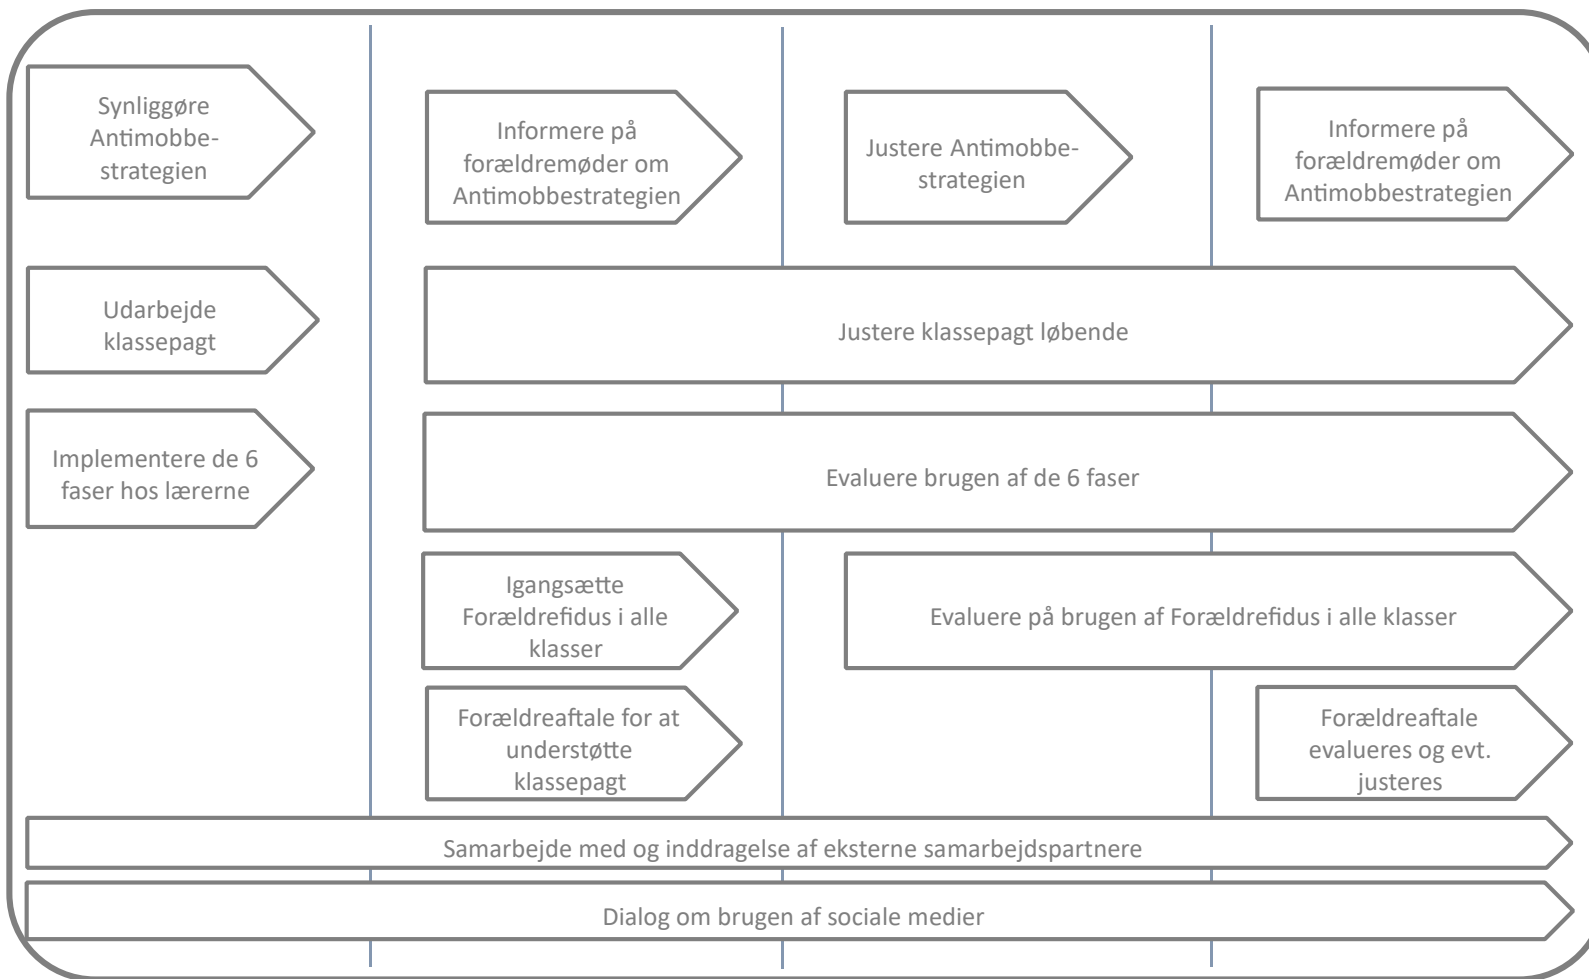 Synliggøre
Antimobbe-
strategien
Informere på
forældremøder om
Antimobbestrategien
Justere Antimobbe-
strategien
Informere på
forældremøder om
Antimobbestrategien
Udarbejde
klassepagt
Justere klassepagt løbende
Implementere de 6
faser hos lærerne
Evaluere brugen af de 6 faser
Igangsætte
Forældrefidus i alle
klasser
Evaluere på brugen af Forældrefidus i alle klasser
Forældreaftale for at
understøtte
klassepagt
Forældreaftale
evalueres og evt.
justeres
Samarbejde med og inddragelse af eksterne samarbejdspartnere
Dialog om brugen af sociale medier